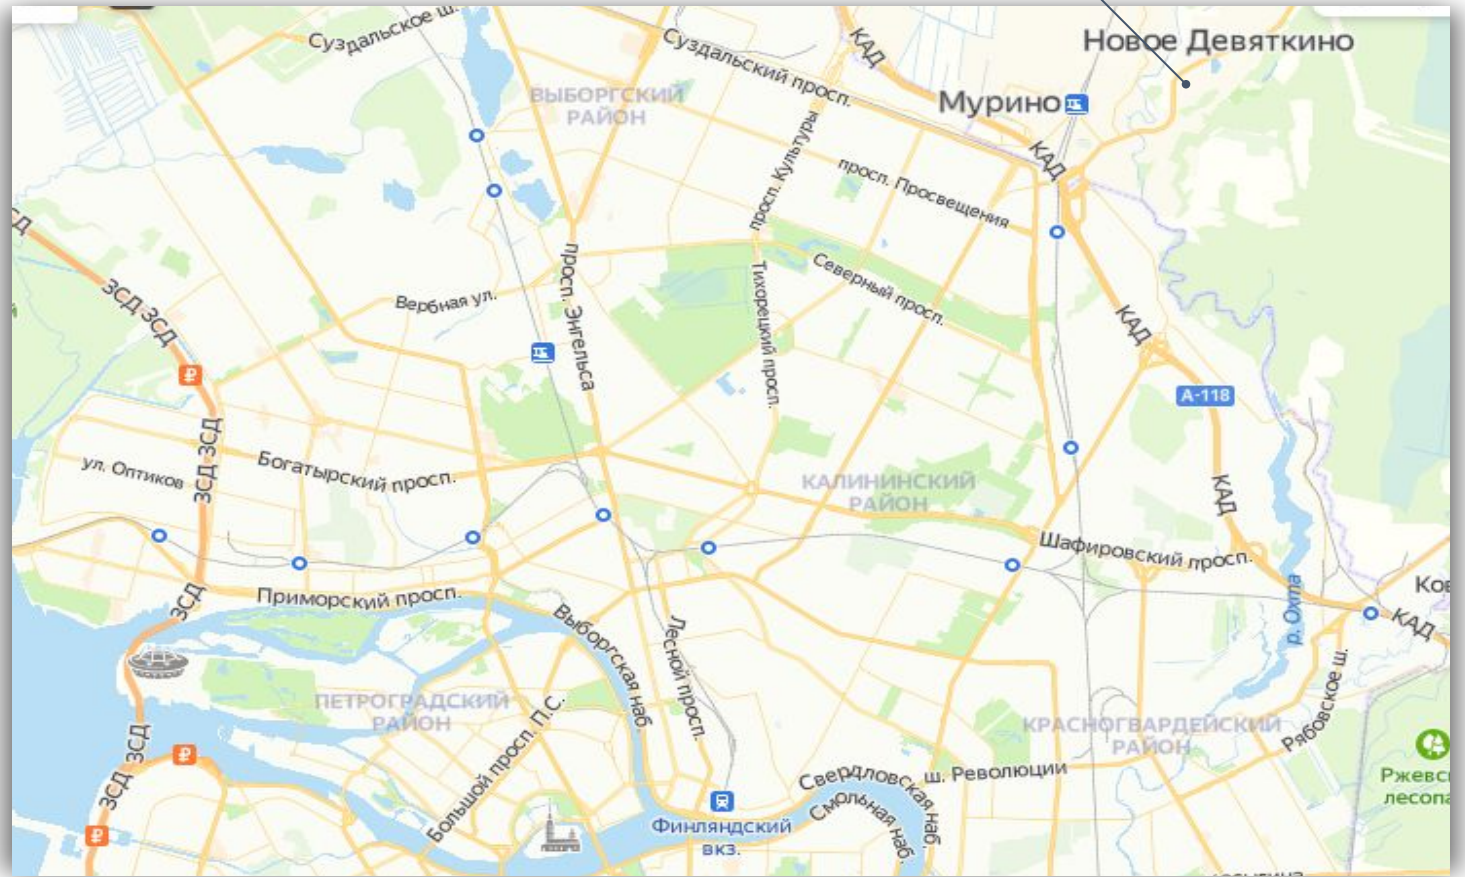 Суздальское ш.
КАД
Суздальский просп.
Новое Девяткино
ВЫБОРГСКИЙ
РАЙОН
Мурино
КАД
просп. Культуры
просп. Просвещения
ЗСД
ЗСД
Вербная ул.
просп. Энгельса
Тихорецкий просп.
Северный просп.
КАД
₽
А-118
ЗСД
ЗСД
ул. Оптиков
Богатырский просп.
КАЛИНИНСКИЙ
РАЙОН
КАД
Шафировский просп.
ЗСД
Приморский просп.
Выборгская наб.
Лесной просп.
р. Охта
КАД
ПЕТРОГРАДСКИЙ
РАЙОН
Большой просп. П.С.
КРАСНОГВАРДЕЙСКИЙ
РАЙОН
Рябовское ш.
ЗСД
ЗСД
₽
₽
Свердловская наб.
ш. Революции
Смольная наб.
Финляндский
вкз.